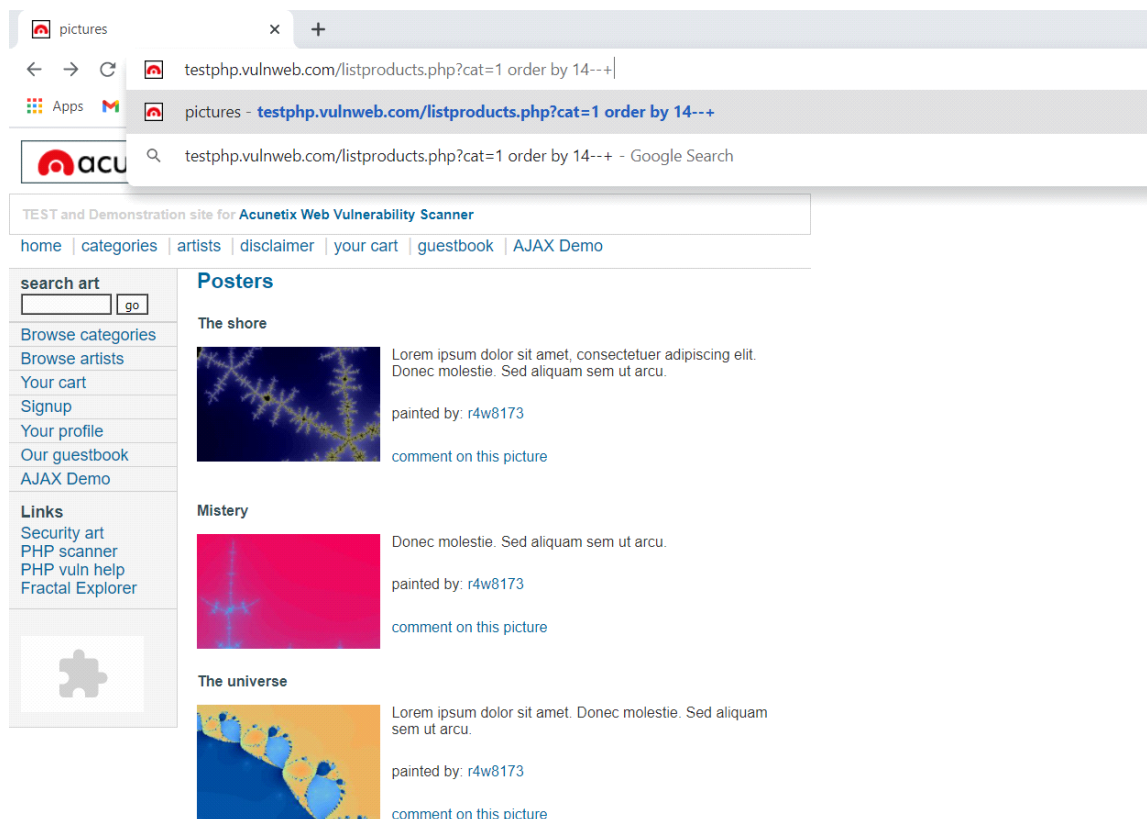 pictures
testphp.vulnweb.com/listproducts.php?cat=1 order by 14--+
Apps
pictures - testphp.vulnweb.com/listproducts.php?cat=1 order by 14--+
testphp.vulnweb.com/listproducts.php?cat=1 order by 14--+ - Google Search
acu
TEST and Demonstration site for Acunetix Web Vulnerability Scanner
home | categories | artists | disclaimer | your cart | guestbook | AJAX Demo
search art
go
Browse categories
Browse artists
Your cart
Signup
Your profile
Our guestbook
AJAX Demo
Links
Security art
PHP scanner
PHP vuln help
Fractal Explorer
Posters
The shore
Lorem ipsum dolor sit amet, consectetuer adipiscing elit.
Donec molestie. Sed aliquam sem ut arcu.
painted by: r4w8173
comment on this picture
Mistery
Donec molestie. Sed aliquam sem ut arcu.
painted by: r4w8173
comment on this picture
The universe
Lorem ipsum dolor sit amet. Donec molestie. Sed aliquam
sem ut arcu.
painted by: r4w8173
comment on this picture